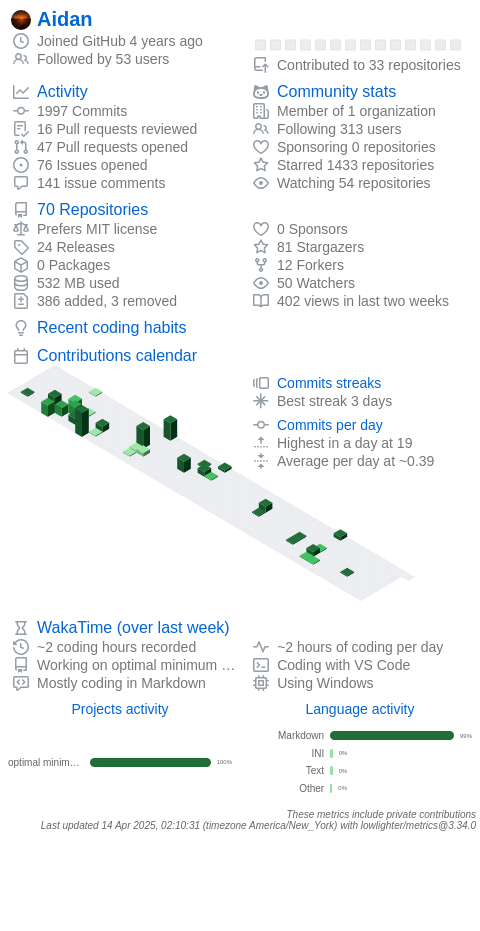 Aidan
Joined GitHub 4 years ago
Followed by 53 users
Contributed to 33 repositories
Activity
1997 Commits
16 Pull requests reviewed
47 Pull requests opened
76 Issues opened
141 issue comments
Community stats
Member of 1 organization
Following 313 users
Sponsoring 0 repositories
Starred 1433 repositories
Watching 54 repositories
70 Repositories
Prefers MIT license
24 Releases
0 Packages
532 MB used
386 added, 3 removed
0 Sponsors
81 Stargazers
12 Forkers
50 Watchers
402 views in last two weeks
Recent coding habits
Contributions calendar
Commits streaks
Best streak 3 days
Commits per day
Highest in a day at 19
Average per day at ~0.39
WakaTime (over last week)
~2 coding hours recorded
Working on optimal minimum …
Mostly coding in Markdown
~2 hours of coding per day
Coding with VS Code
Using Windows
Projects activity
optimal minim… 100%
Language activity
Markdown 99%
INI 0%
Text 0%
Other 0%
These metrics include private contributions
Last updated 14 Apr 2025, 02:10:31 (timezone America/New_York) with lowlighter/metrics@3.34.0